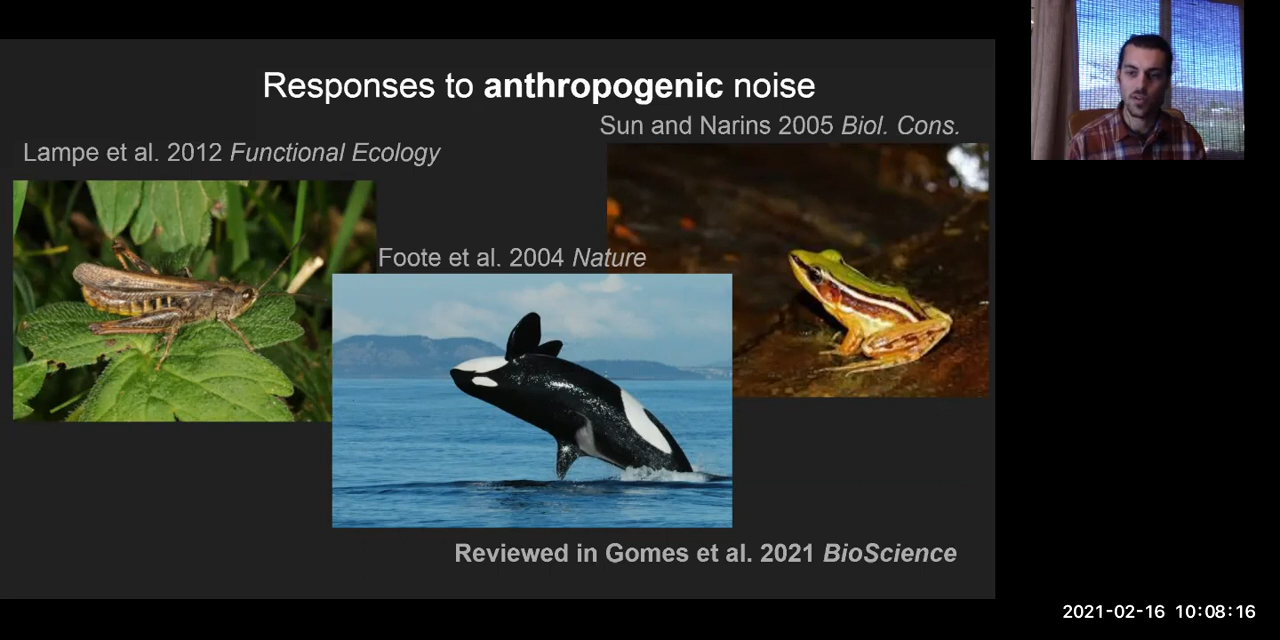 Responses to anthropogenic noise
Sun and Narins 2005 Biol. Cons.
Lampe et al. 2012 Functional Ecology
Foote et al. 2004 Nature
Reviewed in Gomes et al. 2021 BioScience
2021-02-16 10:08:16